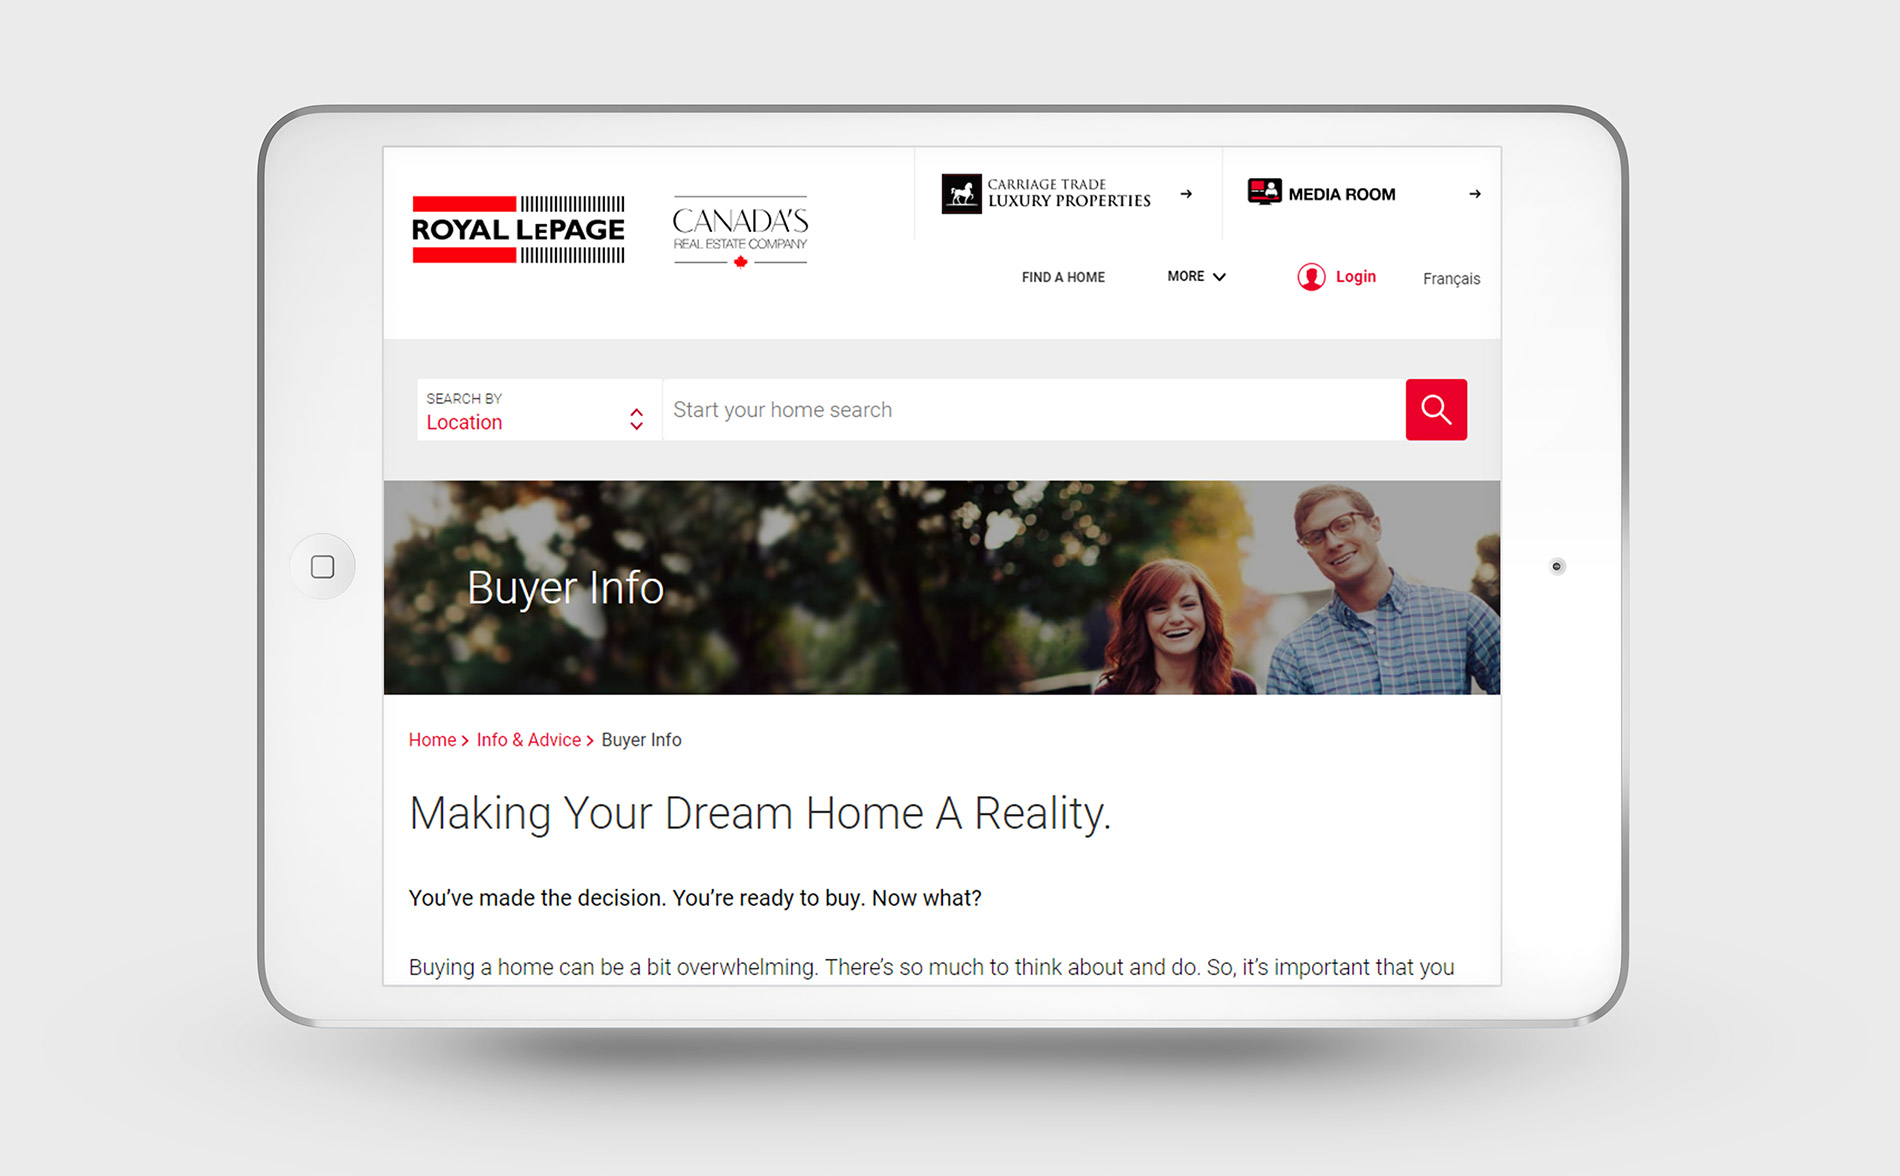 ROYAL LEPAGE
CANADA'S
REAL ESTATE COMPANY
CARRIAGE TRADE
LUXURY PROPERTIES
MEDIA ROOM
FIND A HOME
MORE
Login
Français
SEARCH BY
Location
Start your home search
Buyer Info
Home > Info & Advice > Buyer Info
Making Your Dream Home A Reality.
You've made the decision. You're ready to buy. Now what?
Buying a home can be a bit overwhelming. There's so much to think about and do. So, it's important that you